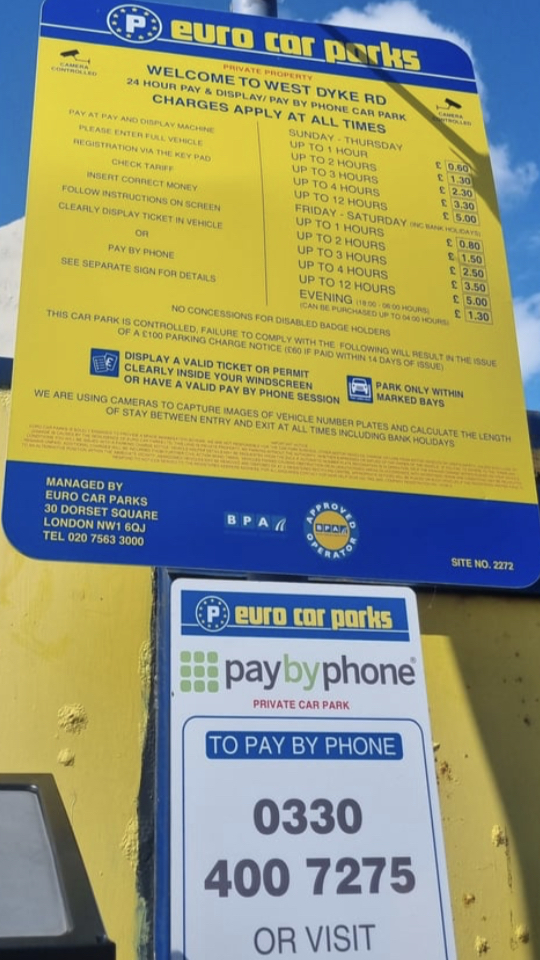 P euro car parks
CAMERA
CONTROLLED
PRIVATE PROPERTY
WELCOME TO WEST DYKE RD
24 HOUR PAY & DISPLAY/ PAY BY PHONE CAR PARK
CHARGES APPLY AT ALL TIMES
CAMERA
CONTROLLED
PAY AT PAY AND DISPLAY MACHINE
PLEASE ENTER FULL VEHICLE
REGISTRATION VIA THE KEY PAD
CHECK TARIFF
INSERT CORRECT MONEY
FOLLOW INSTRUCTIONS ON SCREEN
CLEARLY DISPLAY TICKET IN VEHICLE
OR
PAY BY PHONE
SEE SEPARATE SIGN FOR DETAILS
SUNDAY - THURSDAY
UP TO 1 HOUR £ 0.60
UP TO 2 HOURS £ 1.30
UP TO 3 HOURS £ 2.30
UP TO 4 HOURS £ 3.30
UP TO 12 HOURS £ 5.00
FRIDAY - SATURDAY (INC BANK HOLIDAYS)
UP TO 1 HOURS £ 0.80
UP TO 2 HOURS £ 1.50
UP TO 3 HOURS £ 2.50
UP TO 4 HOURS £ 3.50
UP TO 12 HOURS £ 5.00
EVENING (18:00 - 06:00 HOURS) £ 1.30
(CAN BE PURCHASED UP TO 04:00 HOURS)
NO CONCESSIONS FOR DISABLED BADGE HOLDERS
THIS CAR PARK IS CONTROLLED, FAILURE TO COMPLY WITH THE FOLLOWING WILL RESULT IN THE ISSUE
OF A £100 PARKING CHARGE NOTICE (£60 IF PAID WITHIN 14 DAYS OF ISSUE)
DISPLAY A VALID TICKET OR PERMIT
CLEARLY INSIDE YOUR WINDSCREEN
OR HAVE A VALID PAY BY PHONE SESSION
PARK ONLY WITHIN
MARKED BAYS
WE ARE USING CAMERAS TO CAPTURE IMAGES OF VEHICLE NUMBER PLATES AND CALCULATE THE LENGTH
OF STAY BETWEEN ENTRY AND EXIT AT ALL TIMES INCLUDING BANK HOLIDAYS
MANAGED BY
EURO CAR PARKS
30 DORSET SQUARE
LONDON NW1 6QJ
TEL 020 7563 3000
BPA
APPROVED
BPA
OPERATOR
SITE NO. 2272
P euro car parks
paybyphone®
PRIVATE CAR PARK
TO PAY BY PHONE
0330
400 7275
OR VISIT